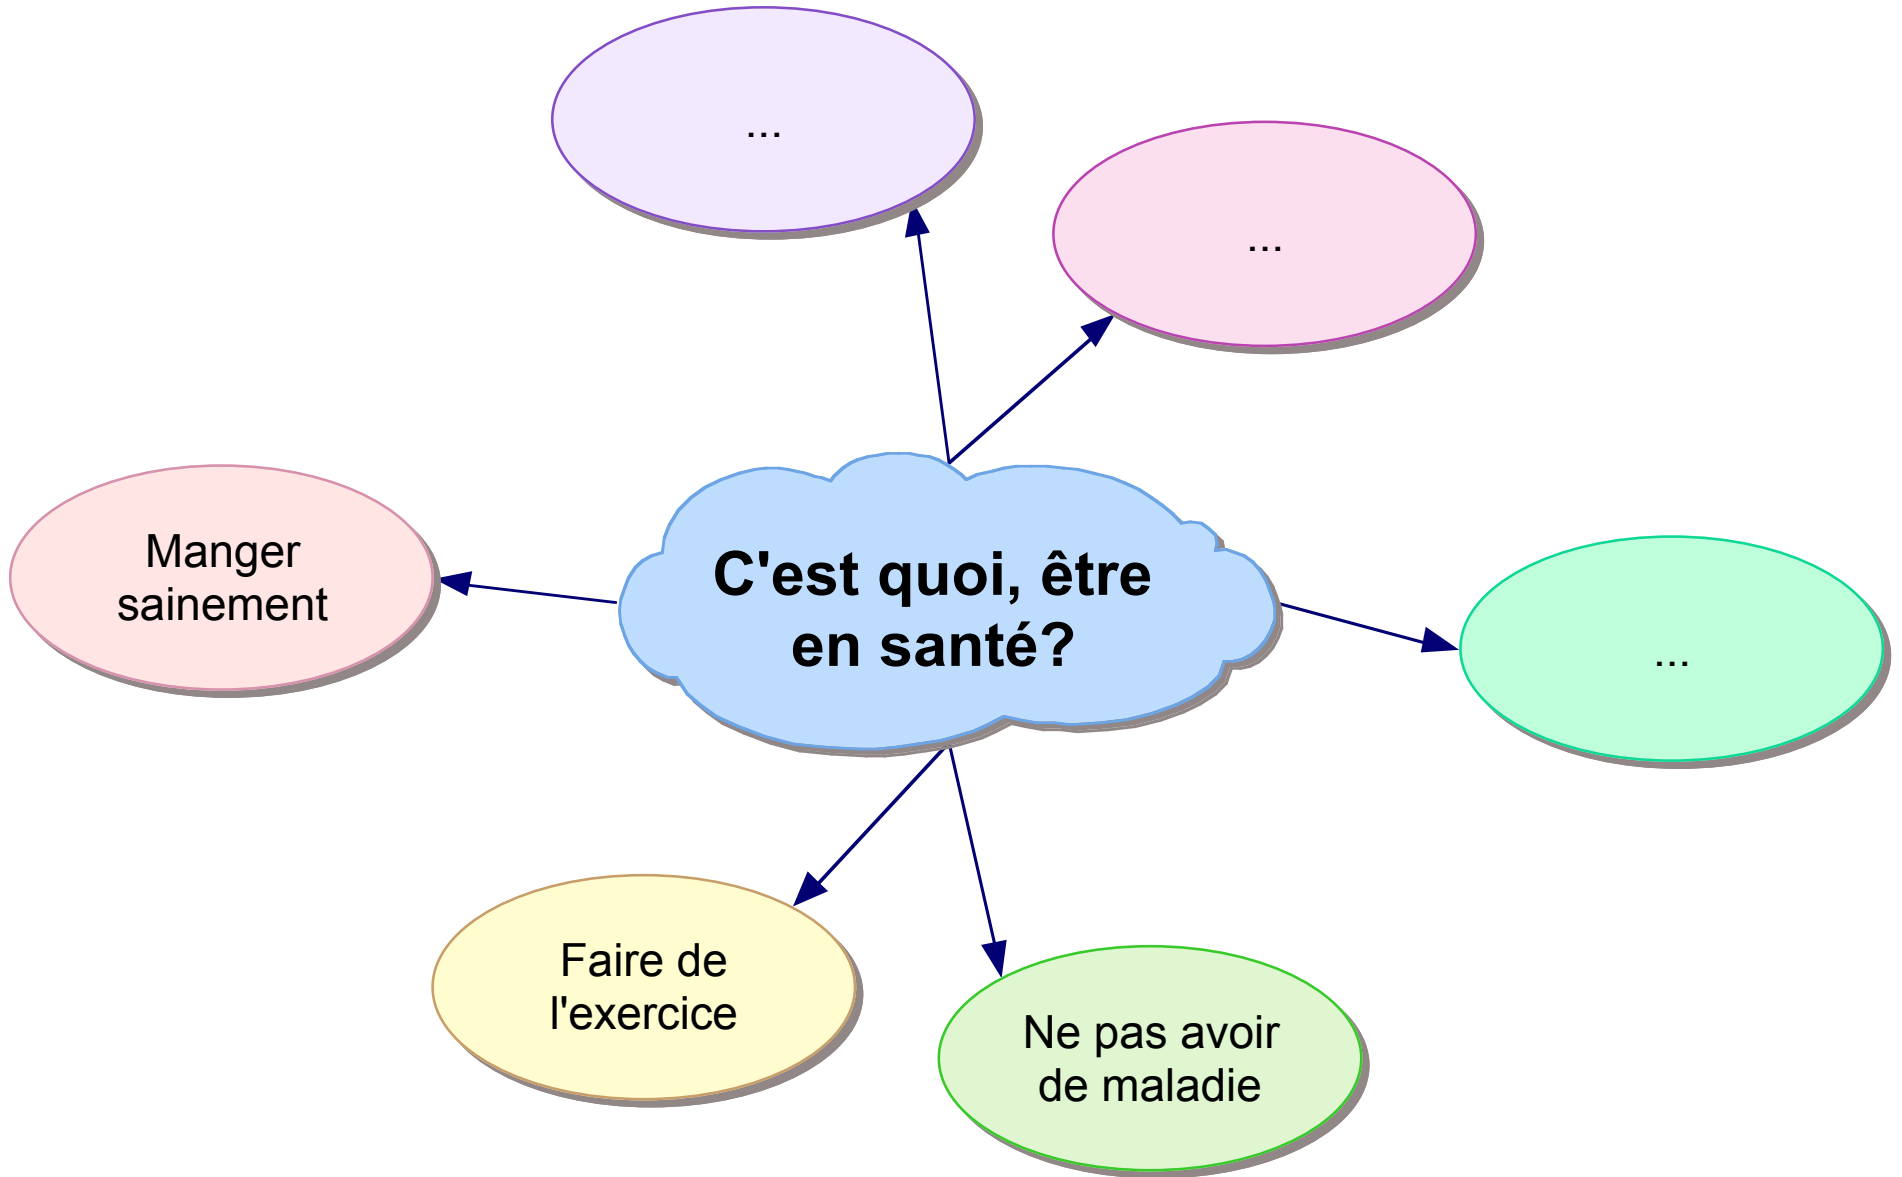 ...
...
C'est quoi, être
en santé?
Manger
sainement
...
Faire de
l'exercice
Ne pas avoir
de maladie